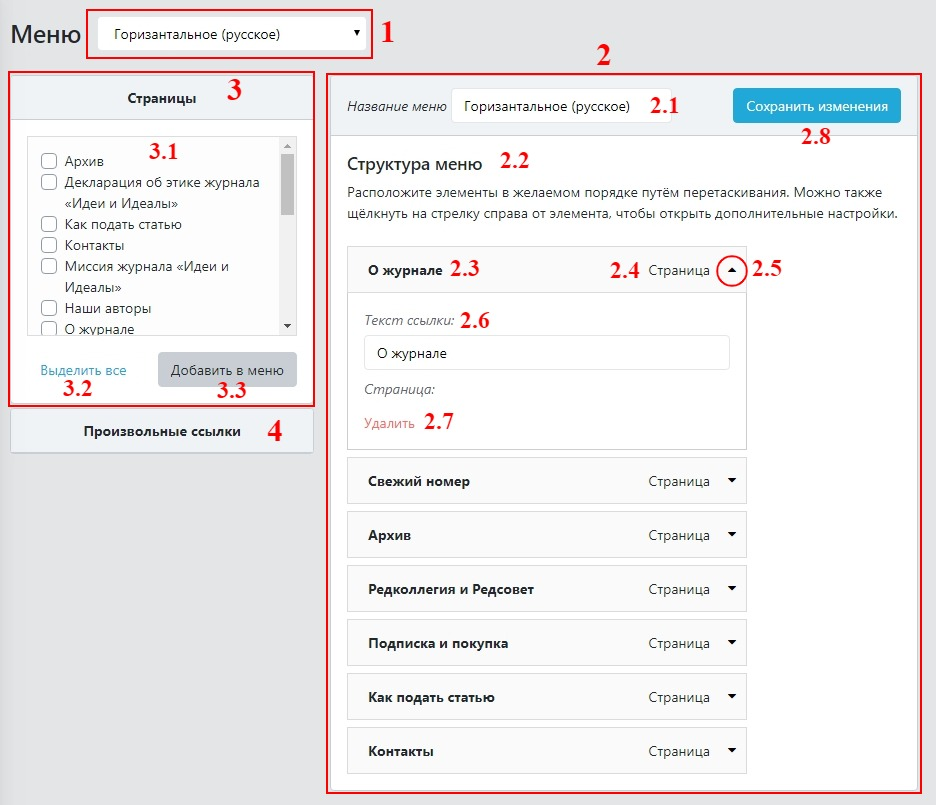 Меню Горизантальное (русское) 1
2
3
Страницы
3.1
Архив
Декларация об этике журнала
«Идеи и Идеалы»
Как подать статью
Контакты
Миссия журнала «Идеи и
Идеалы»
Наши авторы
О журнале
Выделить все Добавить в меню
3.2 3.3
Произвольные ссылки 4
Название меню Горизантальное (русское) 2.1 Сохранить изменения
2.8
Структура меню 2.2
Расположите элементы в желаемом порядке путём перетаскивания. Можно также
щёлкнуть на стрелку справа от элемента, чтобы открыть дополнительные настройки.
О журнале 2.3 2.4 Страница 2.5
Текст ссылки: 2.6
О журнале
Страница:
Удалить 2.7
Свежий номер Страница
Архив Страница
Редколлегия и Редсовет Страница
Подписка и покупка Страница
Как подать статью Страница
Контакты Страница